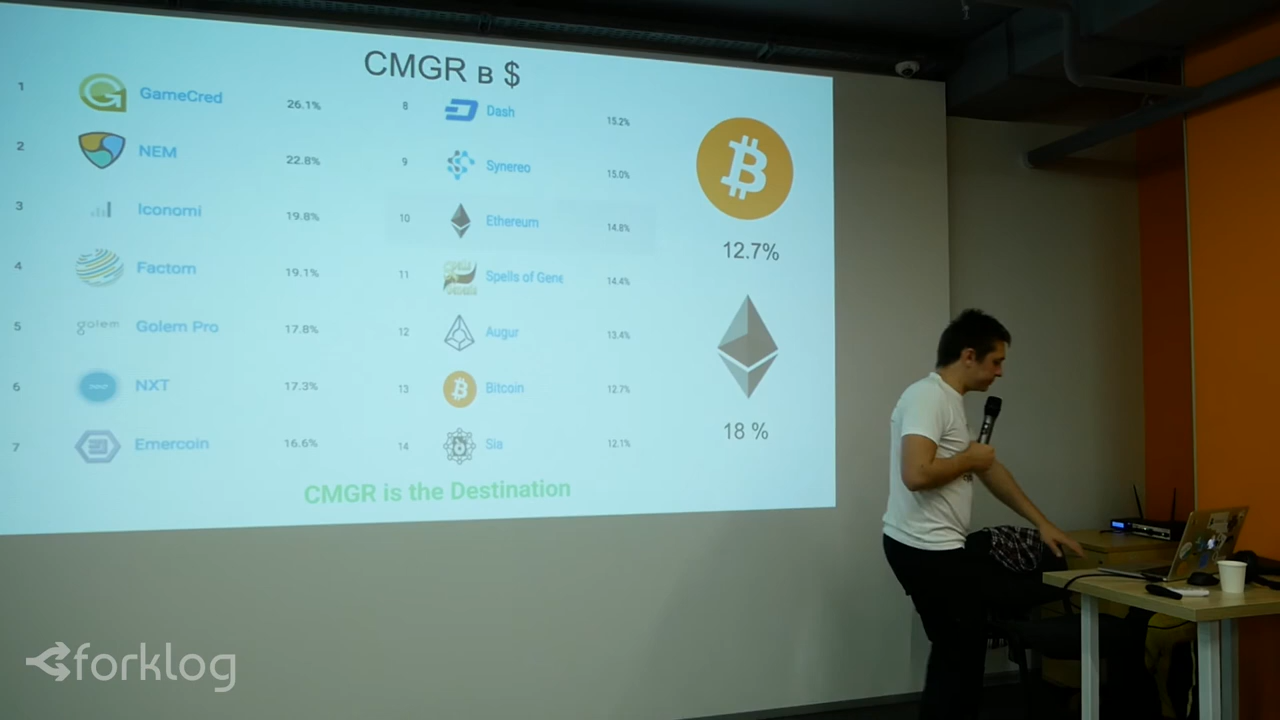 CMGR в $
1 GameCred 26.1%
2 NEM 22.8%
3 Iconomi 19.8%
4 Factom 19.1%
5 golem Golem Pro 17.8%
6 NXT 17.3%
7 Emercoin 16.6%
8 Dash 15.2%
9 Synereo 15.0%
10 Ethereum 14.8%
11 Spells of Gene 14.4%
12 Augur 13.4%
13 Bitcoin 12.7%
14 Sia 12.1%
12.7%
18 %
CMGR is the Destination
forklog